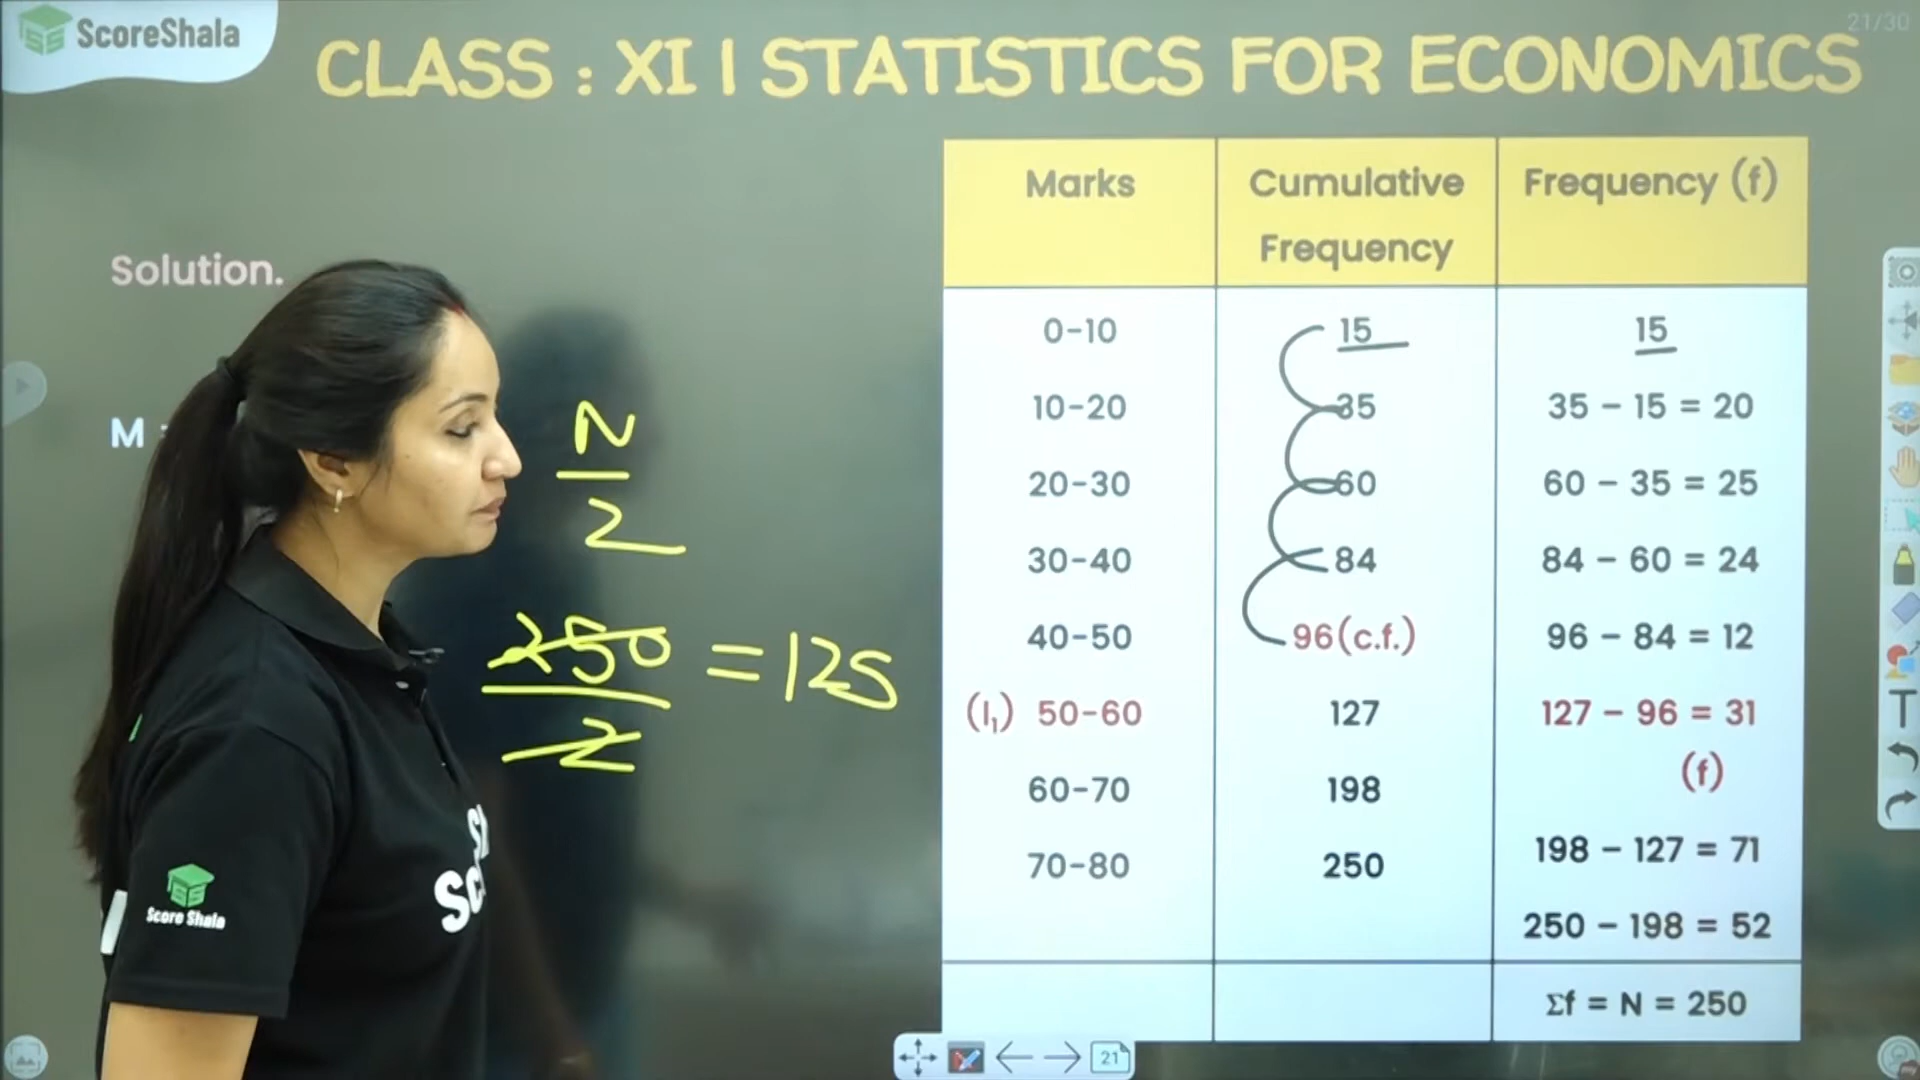 ScoreShala
21/30
CLASS : XI | STATISTICS FOR ECONOMICS
Solution.
M
N
2
250 = 125
2
Marks Cumulative Frequency Frequency (f)
0-10 15 15
10-20 35 35 - 15 = 20
20-30 60 60 - 35 = 25
30-40 84 84 - 60 = 24
40-50 96(c.f.) 96 - 84 = 12
(l₁) 50-60 127 127 - 96 = 31
(f)
60-70 198 198 - 127 = 71
70-80 250 250 - 198 = 52
Σf = N = 250
Score Shala
21